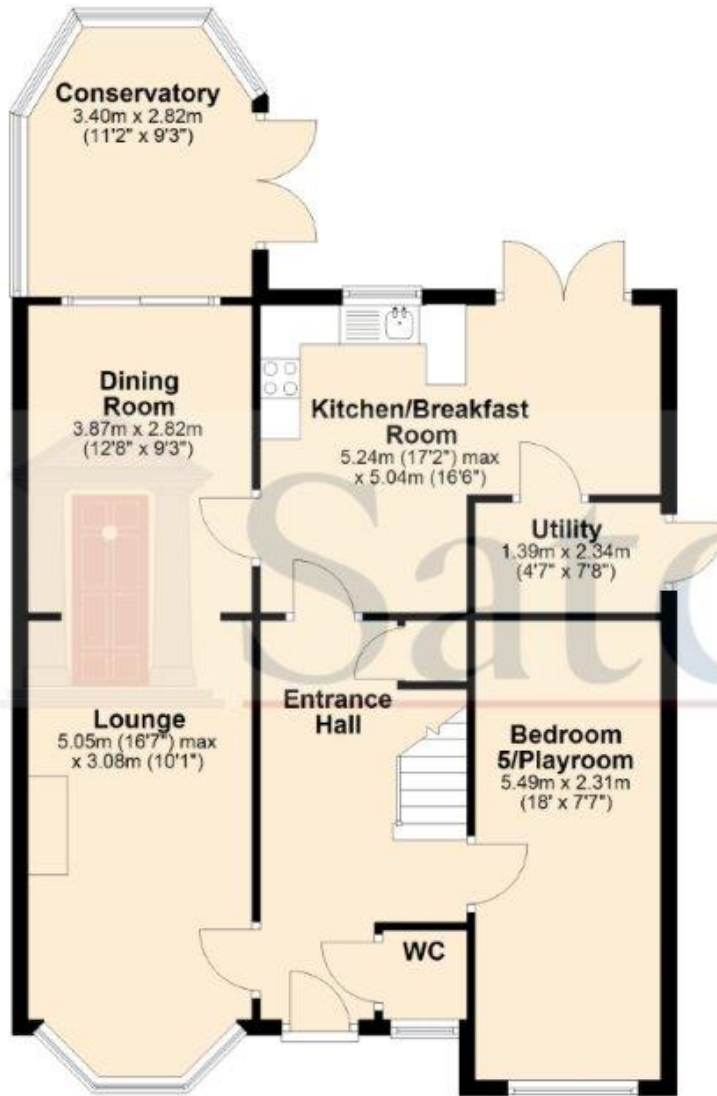 Conservatory
3.40m x 2.82m
(11'2" x 9'3")
Dining
Room
3.87m x 2.82m
(12'8" x 9'3")
Kitchen/Breakfast
Room
5.24m (17'2") max
x 5.04m (16'6")
Utility
1.39m x 2.34m
(4'7" x 7'8")
Lounge
5.05m (16'7") max
x 3.08m (10'1")
Entrance
Hall
Bedroom
5/Playroom
5.49m x 2.31m
(18' x 7'7")
WC